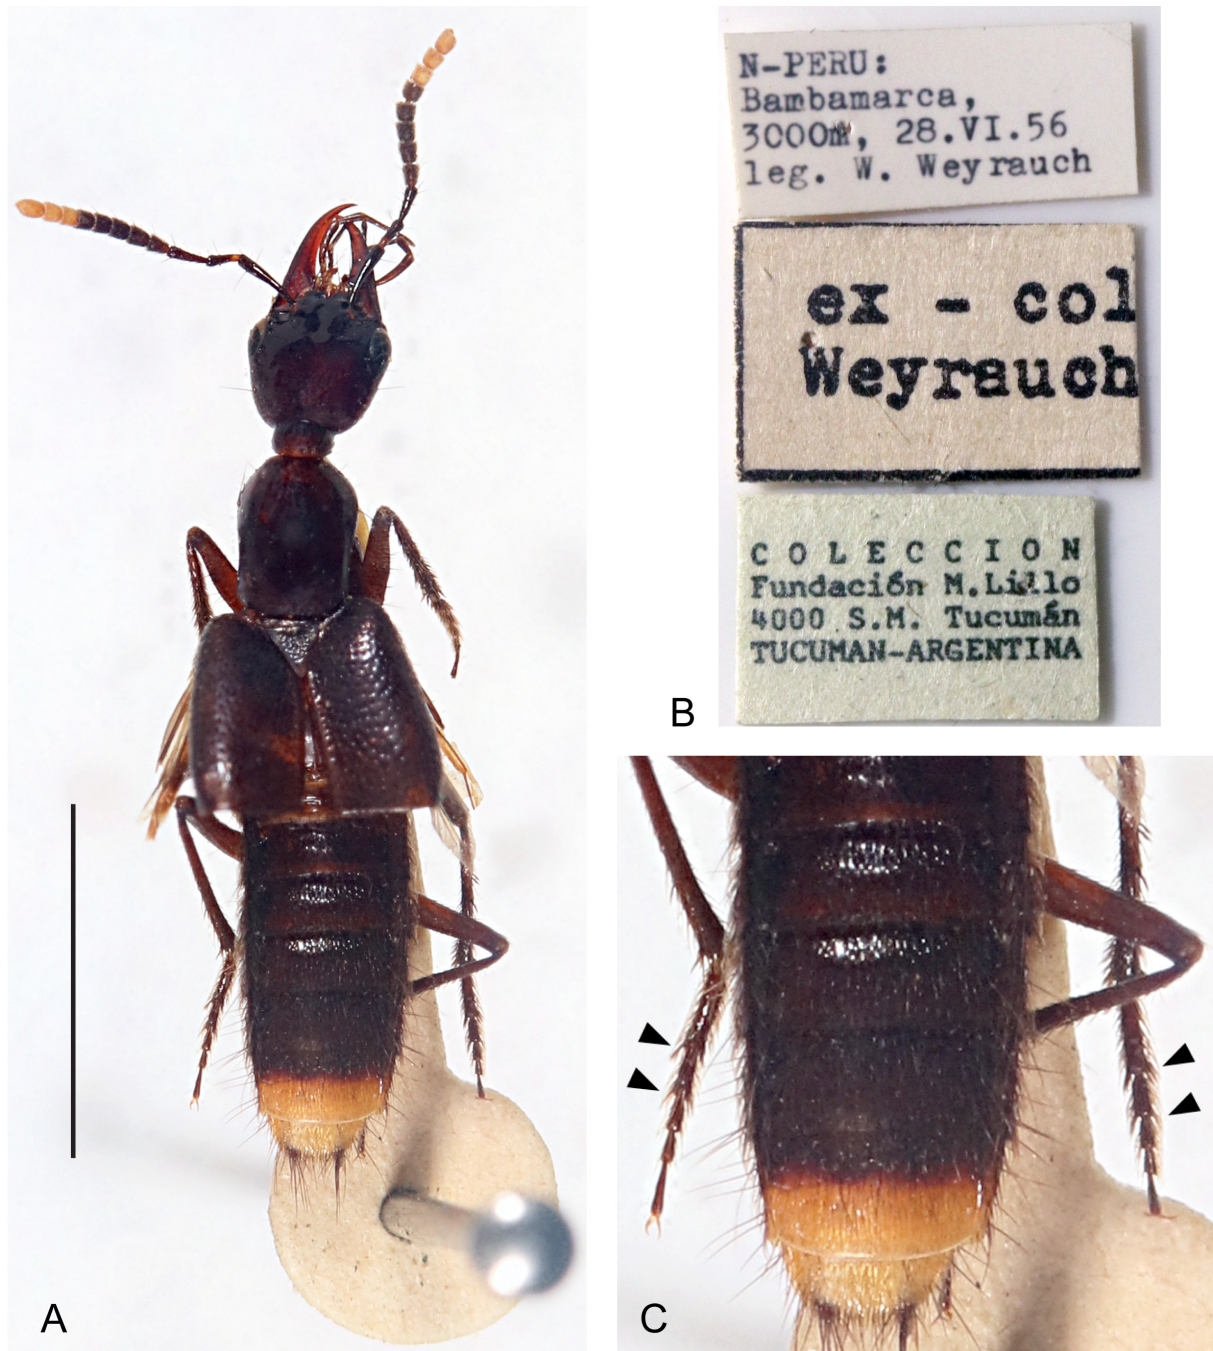 N-PERU:
Bambamarca,
3000m, 28.VI.56
leg. W. Weyrauch
ex - col
Weyrauch
COLECCION
Fundación M.Lillo
4000 S.M. Tucumán
TUCUMAN-ARGENTINA
B
A
C